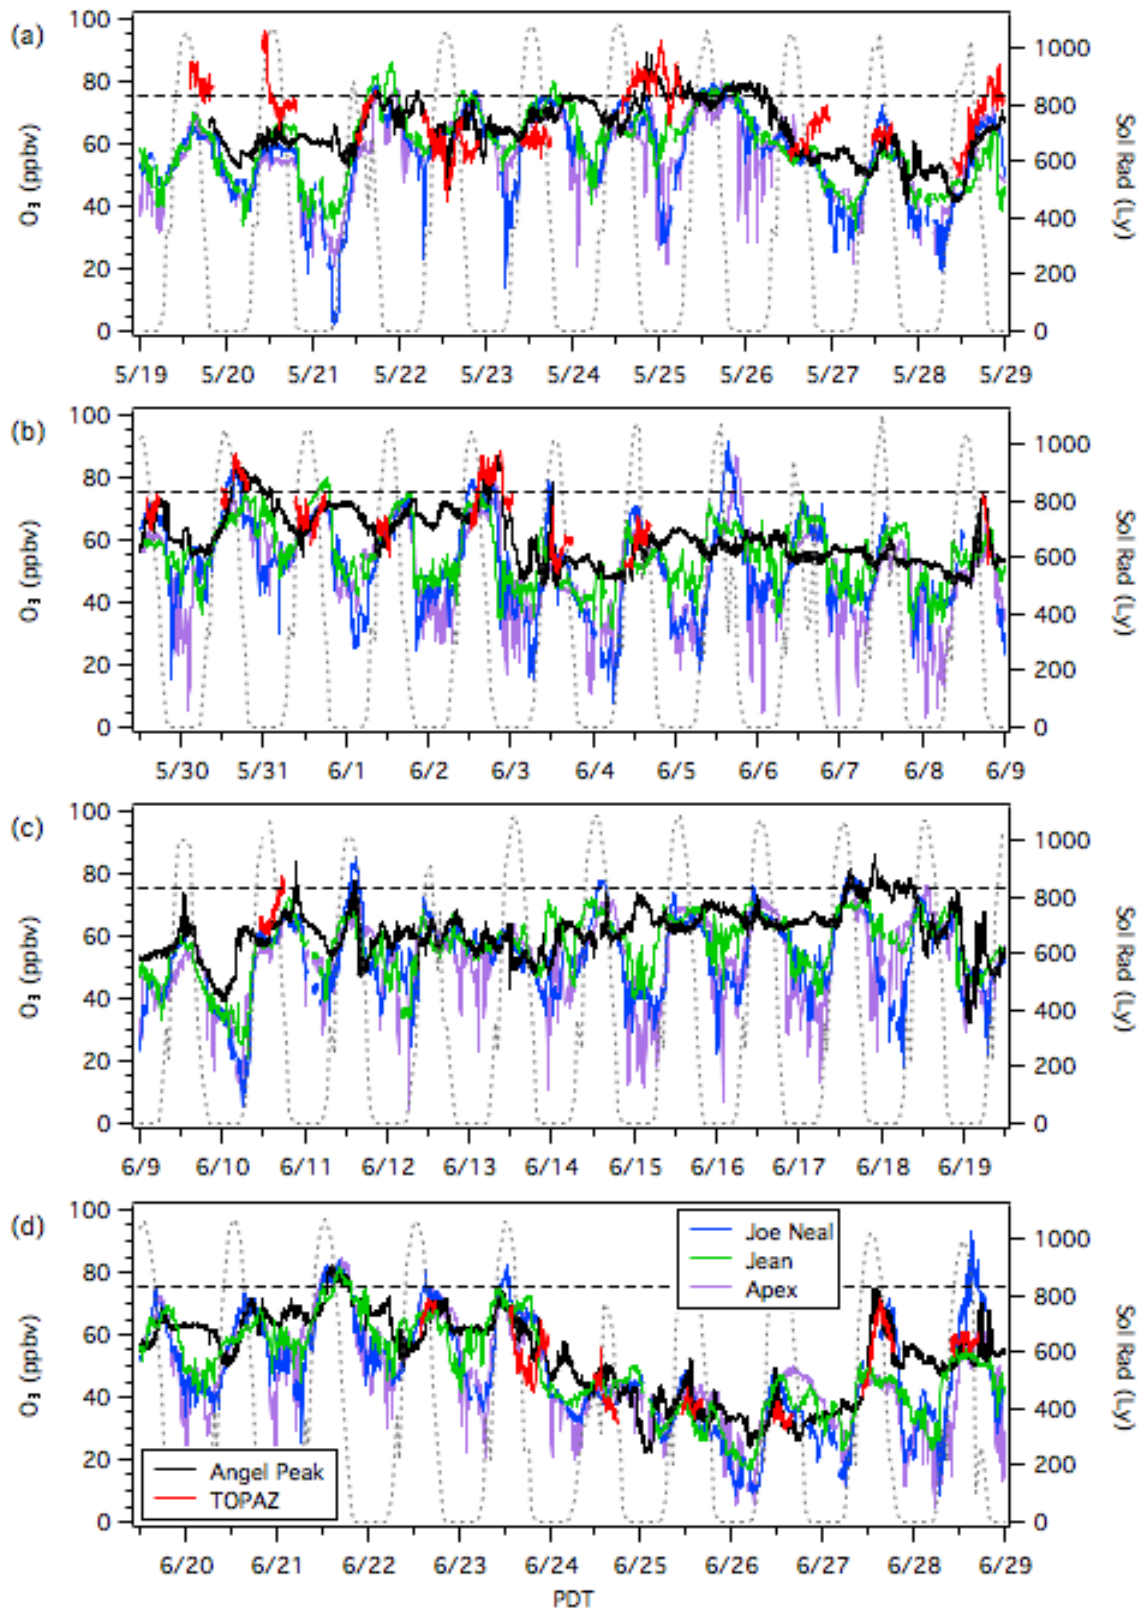 (a)
100
80
60
40
20
0
O₃ (ppbv)
1000
800
600
400
200
0
Sol Rad (Ly)
5/19 5/20 5/21 5/22 5/23 5/24 5/25 5/26 5/27 5/28 5/29
(b)
100
80
60
40
20
0
O₃ (ppbv)
1000
800
600
400
200
0
Sol Rad (Ly)
5/30 5/31 6/1 6/2 6/3 6/4 6/5 6/6 6/7 6/8 6/9
(c)
100
80
60
40
20
0
O₃ (ppbv)
1000
800
600
400
200
0
Sol Rad (Ly)
6/9 6/10 6/11 6/12 6/13 6/14 6/15 6/16 6/17 6/18 6/19
(d)
100
80
60
40
20
0
O₃ (ppbv)
Joe Neal
Jean
Apex
Angel Peak
TOPAZ
1000
800
600
400
200
0
Sol Rad (Ly)
6/20 6/21 6/22 6/23 6/24 6/25 6/26 6/27 6/28 6/29
PDT